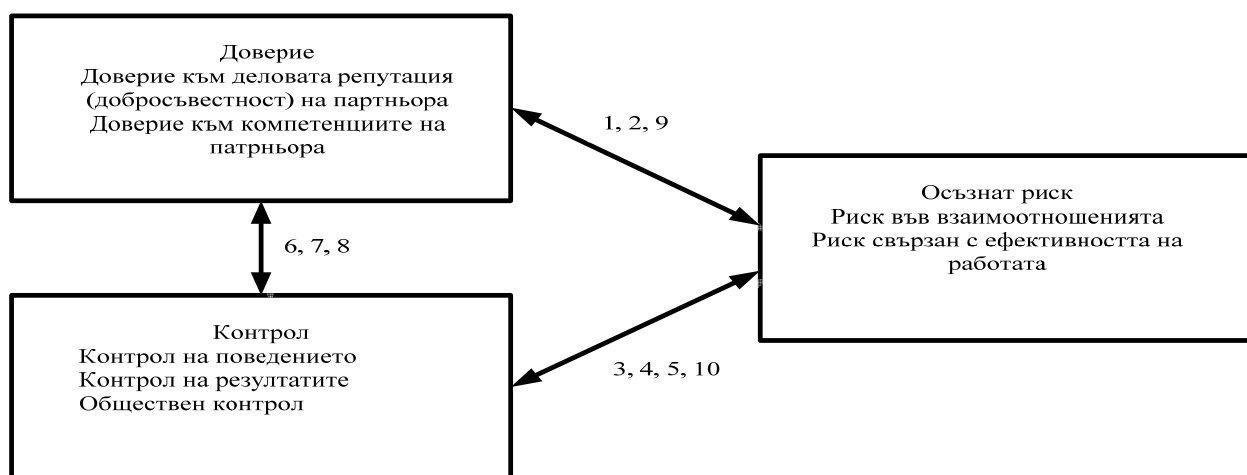 Доверие
Доверие към деловата репутация
(добросъвестност) на партньора
Доверие към компетенциите на
патрньора
1, 2, 9
Осъзнат риск
Риск във взаимоотношенията
Риск свързан с ефективността на
работата
6, 7, 8
Контрол
Контрол на поведението
Контрол на резултатите
Обществен контрол
3, 4, 5, 10